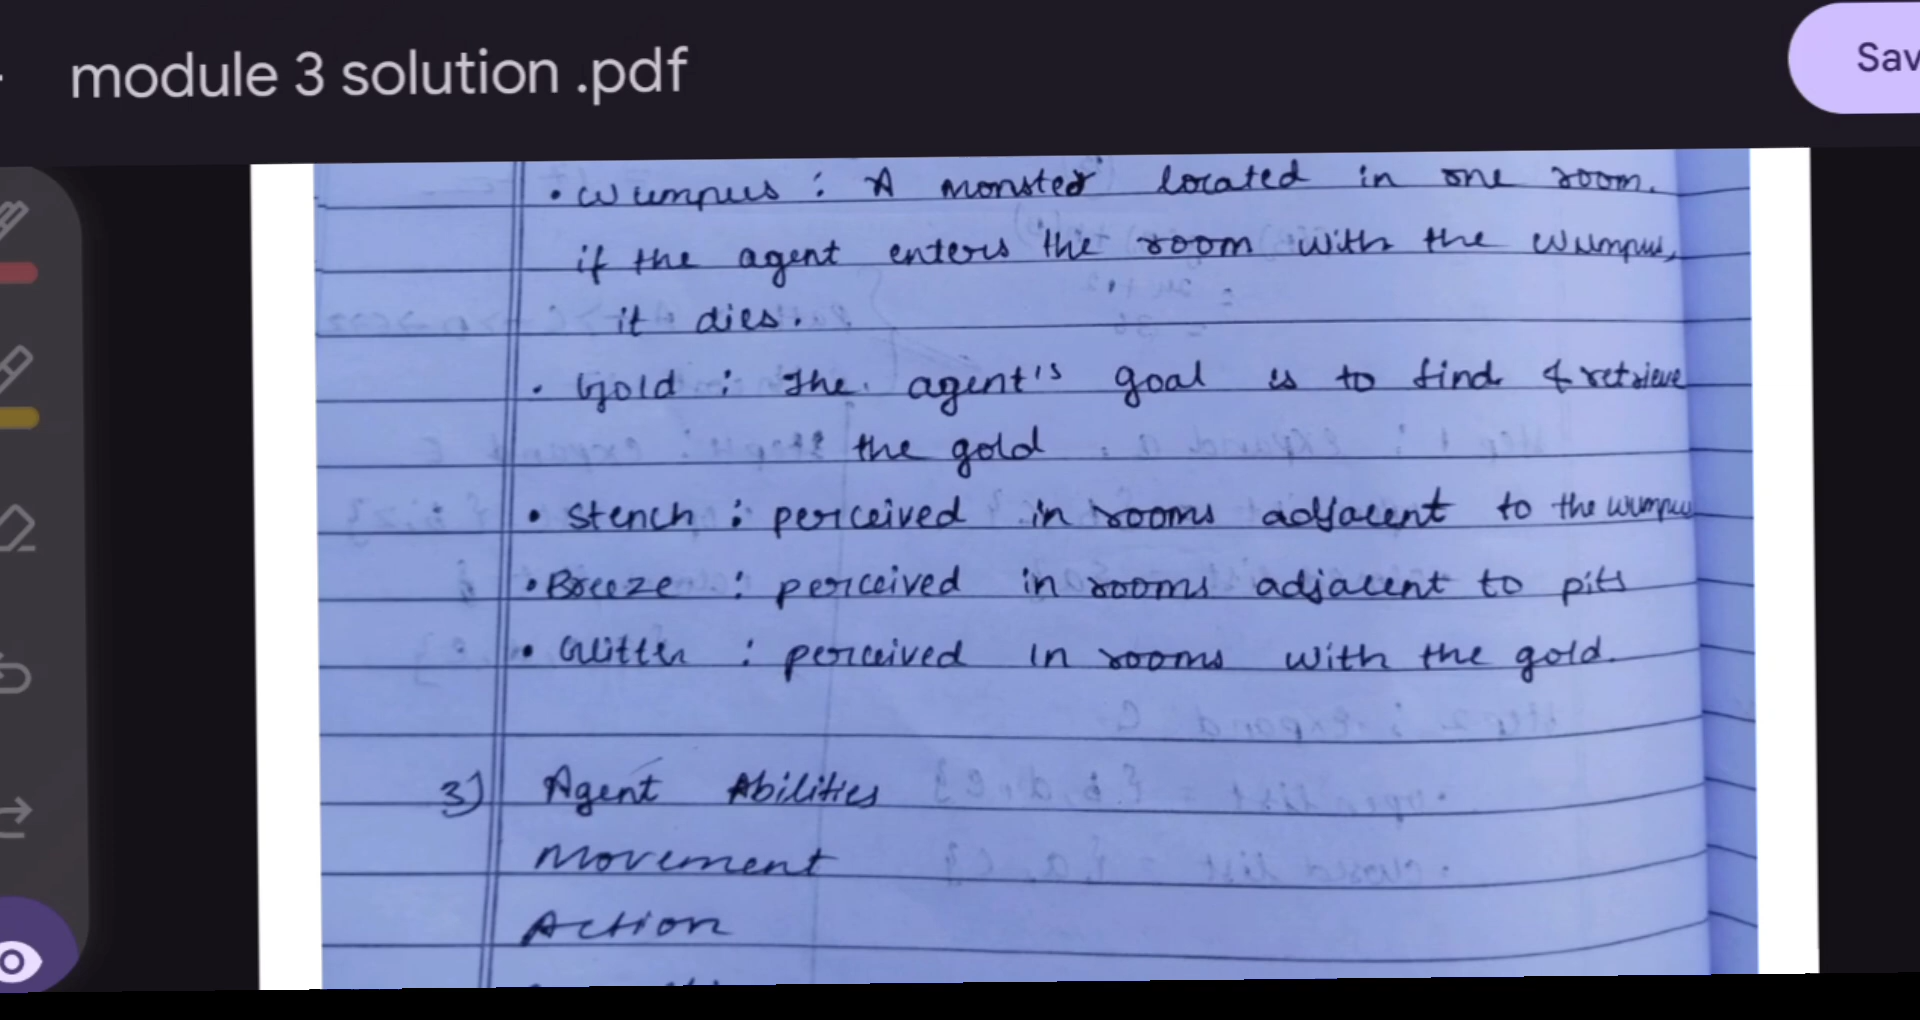 module 3 solution .pdf
Sav
• Wumpus : A monster located in one room.
if the agent enters the room with the wumpus,
it dies.
• Gold : The agent's goal is to find & retrieve
the gold
• Stench : perceived in rooms adjacent to the wumpus
• Breeze : perceived in rooms adjacent to pits
• Glitter : perceived in rooms with the gold.
3) Agent Abilities
Movement
Action